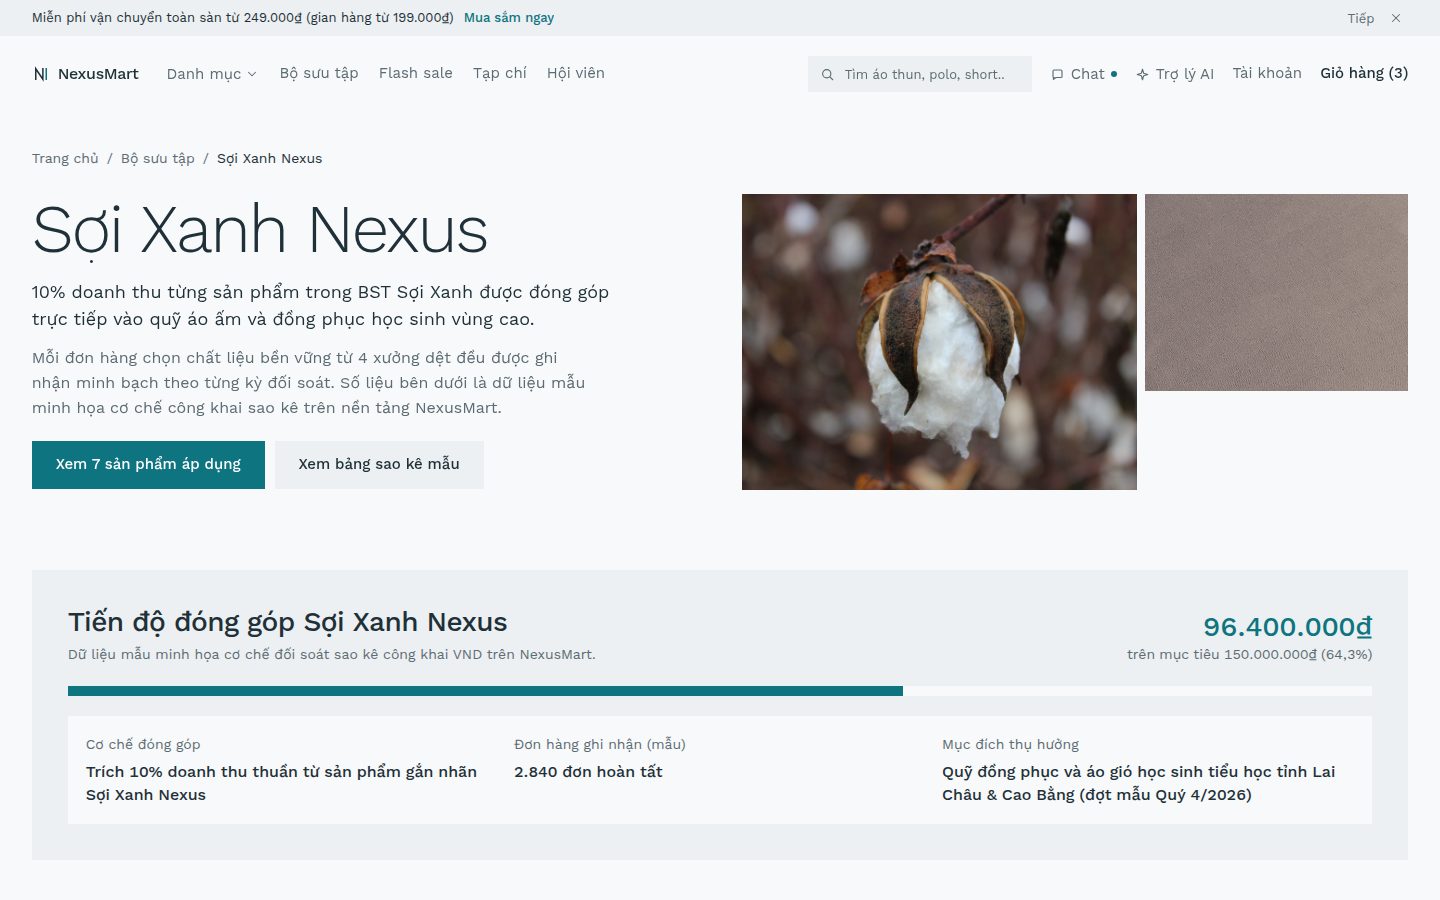 Miễn phí vận chuyển toàn sàn từ 249.000₫ (gian hàng từ 199.000₫) Mua sắm ngay
Tiếp
NexusMart
Danh mục
Bộ sưu tập
Flash sale
Tạp chí
Hội viên
Tìm áo thun, polo, short..
Chat
Trợ lý AI
Tài khoản
Giỏ hàng (3)
Trang chủ / Bộ sưu tập / Sợi Xanh Nexus
Sợi Xanh Nexus
10% doanh thu từng sản phẩm trong BST Sợi Xanh được đóng góp
trực tiếp vào quỹ áo ấm và đồng phục học sinh vùng cao.
Mỗi đơn hàng chọn chất liệu bền vững từ 4 xưởng dệt đều được ghi
nhận minh bạch theo từng kỳ đối soát. Số liệu bên dưới là dữ liệu mẫu
minh họa cơ chế công khai sao kê trên nền tảng NexusMart.
Xem 7 sản phẩm áp dụng
Xem bảng sao kê mẫu
Tiến độ đóng góp Sợi Xanh Nexus
Dữ liệu mẫu minh họa cơ chế đối soát sao kê công khai VND trên NexusMart.
96.400.000₫
trên mục tiêu 150.000.000₫ (64,3%)
Cơ chế đóng góp
Trích 10% doanh thu thuần từ sản phẩm gắn nhãn
Sợi Xanh Nexus
Đơn hàng ghi nhận (mẫu)
2.840 đơn hoàn tất
Mục đích thụ hưởng
Quỹ đồng phục và áo gió học sinh tiểu học tỉnh Lai
Châu & Cao Bằng (đợt mẫu Quý 4/2026)